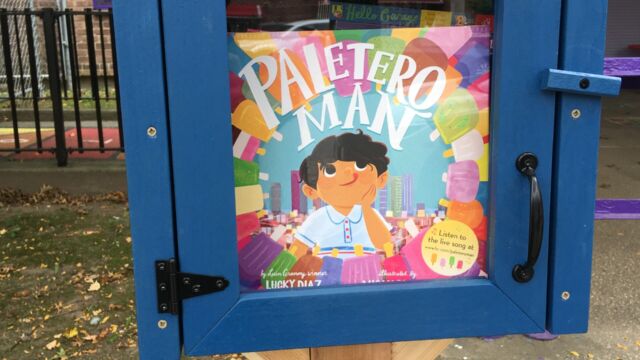 Hello Garage
PALETERO
MAN
by Latin Grammy winner
LUCKY DIAZ
illustrated by
Listen to
the live song at